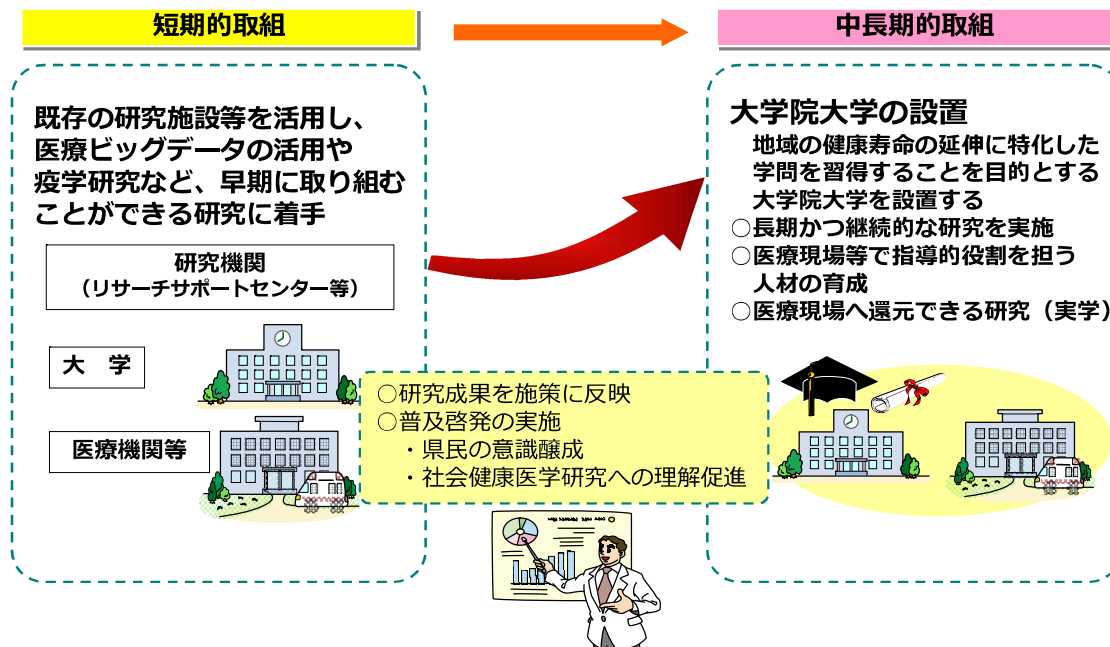 短期的取組
中長期的取組
既存の研究施設等を活用し、
医療ビッグデータの活用や
疫学研究など、早期に取り組む
ことができる研究に着手
研究機関
（リサーチサポートセンター等）
大　学
医療機関等
○研究成果を施策に反映
○普及啓発の実施
・県民の意識醸成
・社会健康医学研究への理解促進
大学院大学の設置
地域の健康寿命の延伸に特化した
学問を習得することを目的とする
大学院大学を設置する
○長期かつ継続的な研究を実施
○医療現場等で指導的役割を担う
人材の育成
○医療現場へ還元できる研究（実学）